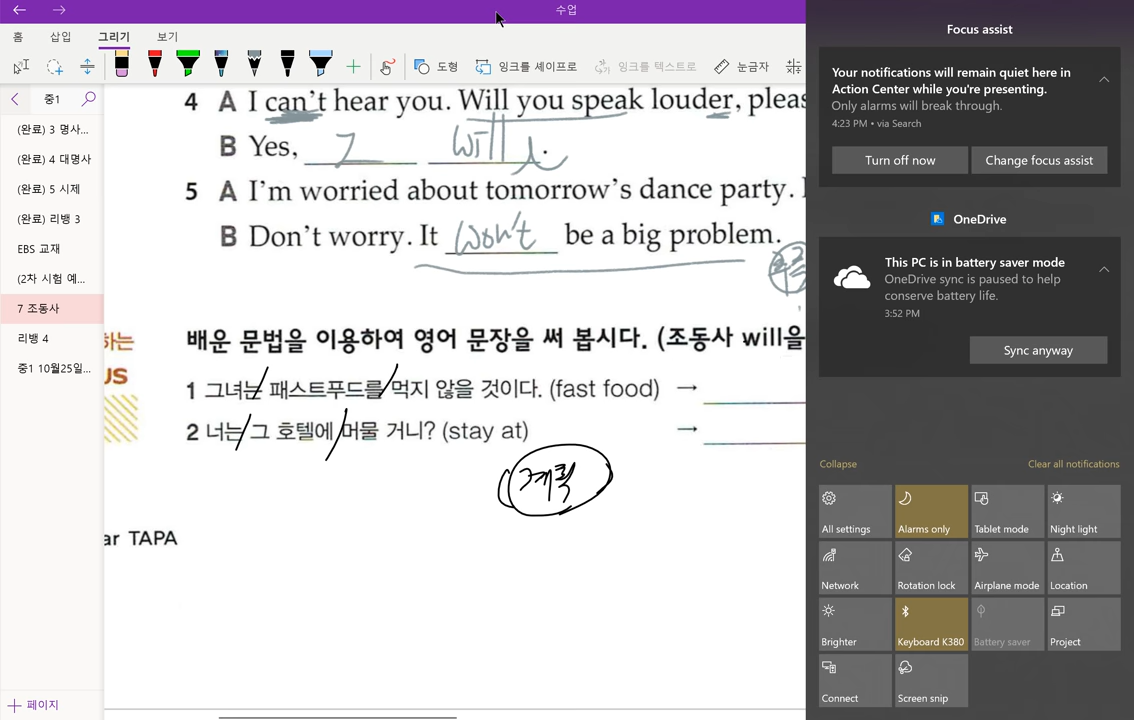 수업
홈 삽입 그리기 보기
도형 잉크를 셰이프로 잉크를 텍스트로 눈금자
중1
(완료) 3 명사...
(완료) 4 대명사
(완료) 5 시제
(완료) 리뱅 3
EBS 교재
(2차 시험 예...
7 조동사
리뱅 4
중1 10월25일...
페이지
4 A I can't hear you. Will you speak louder, pleas
B Yes, I will.
5 A I'm worried about tomorrow's dance party. I
B Don't worry. It won't be a big problem.
하는
US
배운 문법을 이용하여 영어 문장을 써 봅시다. (조동사 will을
1 그녀는 패스트푸드를 먹지 않을 것이다. (fast food) →
2 너는 그 호텔에 머물 거니? (stay at) →
계획
ar TAPA
Focus assist
Your notifications will remain quiet here in
Action Center while you're presenting.
Only alarms will break through.
4:23 PM • via Search
Turn off now Change focus assist
OneDrive
This PC is in battery saver mode
OneDrive sync is paused to help
conserve battery life.
3:52 PM
Sync anyway
Collapse Clear all notifications
All settings Alarms only Tablet mode Night light
Network Rotation lock Airplane mode Location
Brighter Keyboard K380 Battery saver Project
Connect Screen snip